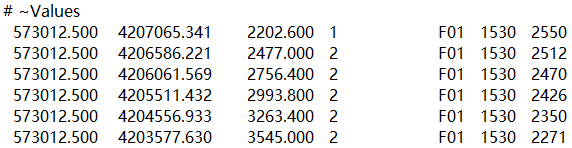 # ~Values
573012.500 4207065.341 2202.600 1 F01 1530 2550
573012.500 4206586.221 2477.000 2 F01 1530 2512
573012.500 4206061.569 2756.400 2 F01 1530 2470
573012.500 4205511.432 2993.800 2 F01 1530 2426
573012.500 4204556.933 3263.400 2 F01 1530 2350
573012.500 4203577.630 3545.000 2 F01 1530 2271